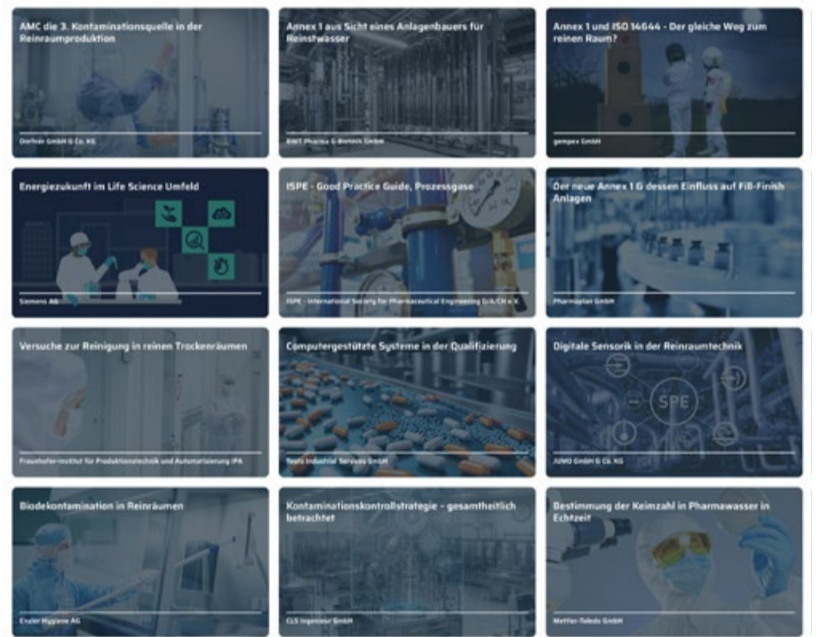 AMC die 3. Kontaminationsquelle in der
Reinraumproduktion
Dorfner GmbH & Co. KG
Annex 1 aus Sicht eines Anlagenbauers für
Reinstwasser
BWT Pharma & Biotech GmbH
Annex 1 und ISO 14644 - Der gleiche Weg zum
reinen Raum?
gempex GmbH
Energiezukunft im Life Science Umfeld
Siemens AG
ISPE - Good Practice Guide, Prozessgase
ISPE - International Society for Pharmaceutical Engineering D/A/CH e.V.
Der neue Annex 1 & dessen Einfluss auf Fill-Finish
Anlagen
Pharmaplan GmbH
Versuche zur Reinigung in reinen Trockenräumen
Fraunhofer-Institut für Produktionstechnik und Automatisierung IPA
Computergestützte Systeme in der Qualifizierung
Testo Industrial Services GmbH
Digitale Sensorik in der Reinraumtechnik
SPE
JUMO GmbH & Co. KG
Biodekontamination in Reinräumen
Enzler Hygiene AG
Kontaminationskontrollstrategie – gesamtheitlich
betrachtet
CLS Ingenieur GmbH
Bestimmung der Keimzahl in Pharmawasser in
Echtzeit
Mettler-Toledo GmbH